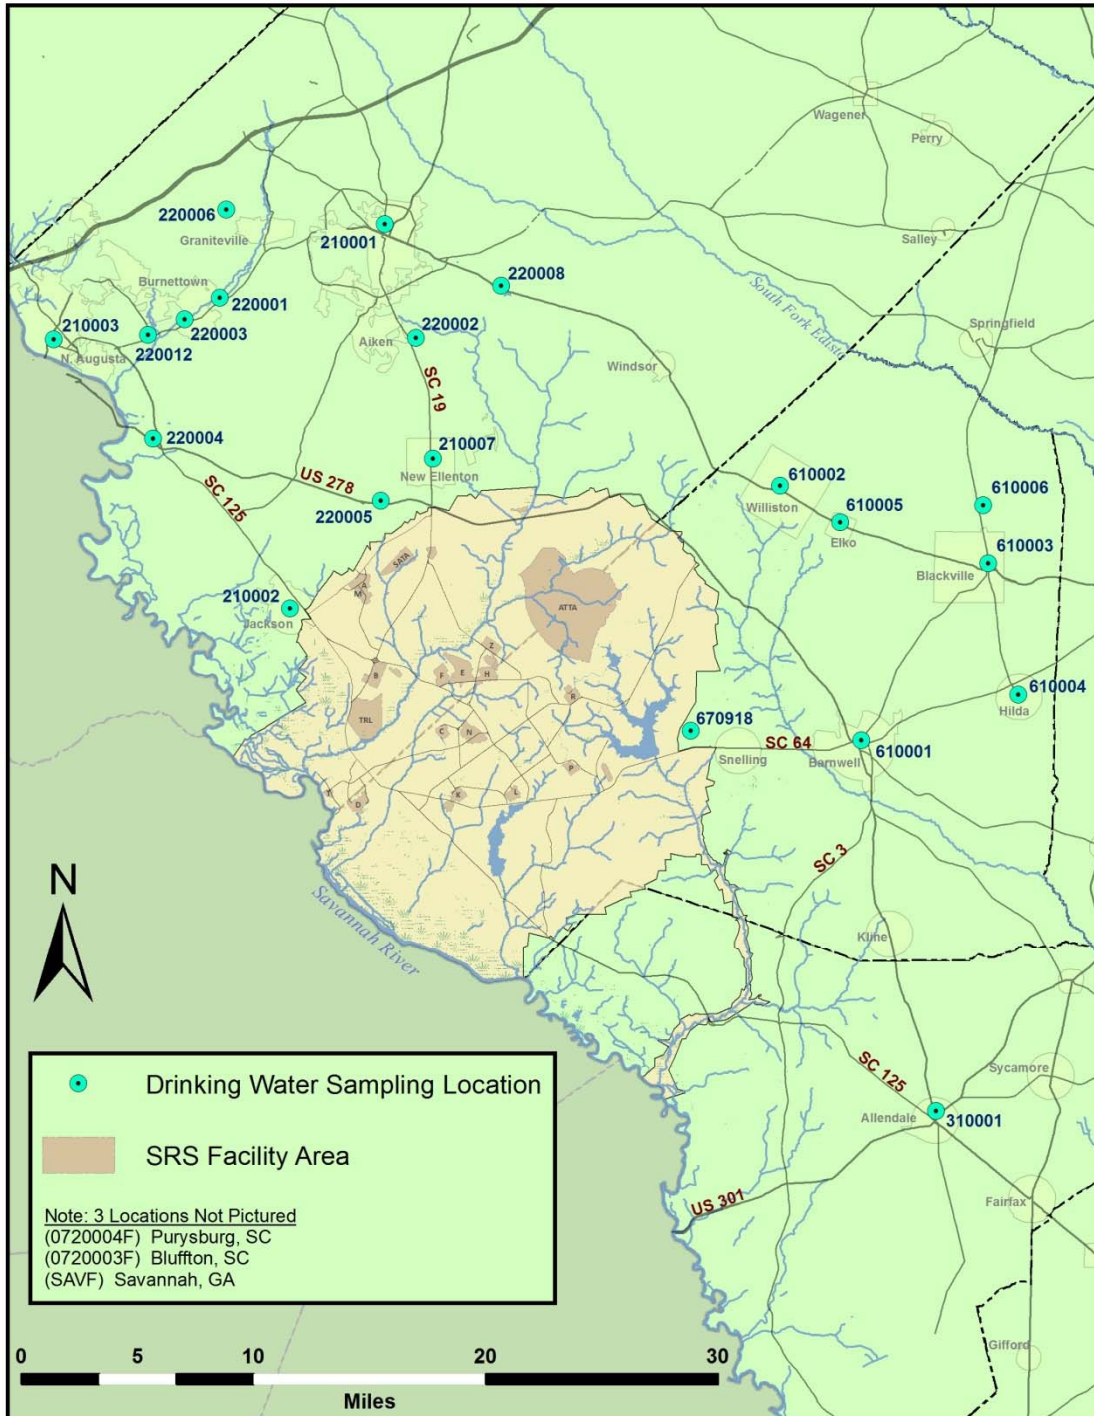 Wagener
Perry
220006
Graniteville
210001
Salley
220008
Burnettown
220001
South Fork Edisto
210003
220003
220002
Springfield
N. Augusta
220012
Aiken
Windsor
SC 19
220004
210007
New Ellenton
US 278
610002
Williston
610005
610006
SC 125
220005
Elko
610003
Blackville
SATA
A
M
ATTA
210002
Jackson
Z
F
E
H
B
R
610004
Hilda
TRL
C
N
670918
SC 64
610001
Snelling
Barnwell
P
T
D
K
L
SC 3
N
Savannah River
Kline
Drinking Water Sampling Location
SRS Facility Area
Note: 3 Locations Not Pictured
(0720004F) Purysburg, SC
(0720003F) Bluffton, SC
(SAVF) Savannah, GA
SC 125
Sycamore
Allendale
310001
US 301
Fairfax
Gifford
0 5 10 20 30
Miles